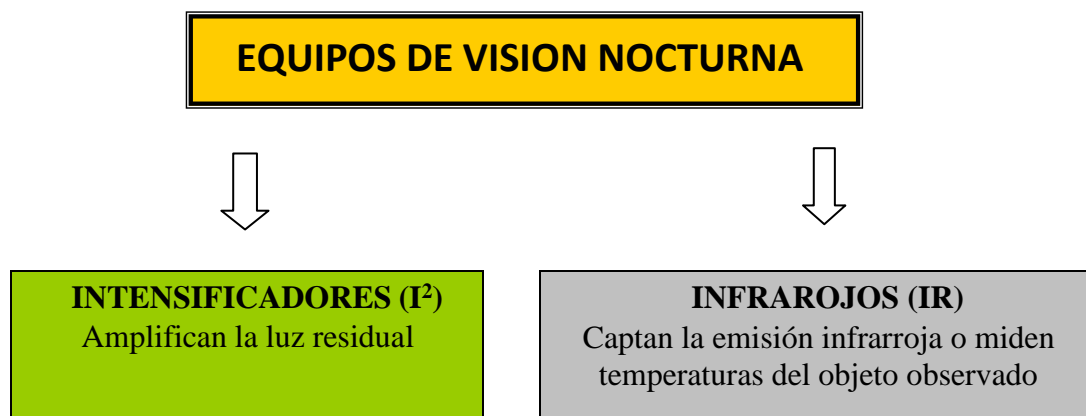 EQUIPOS DE VISION NOCTURNA
INTENSIFICADORES (I²)
Amplifican la luz residual
INFRAROJOS (IR)
Captan la emisión infrarroja o miden
temperaturas del objeto observado